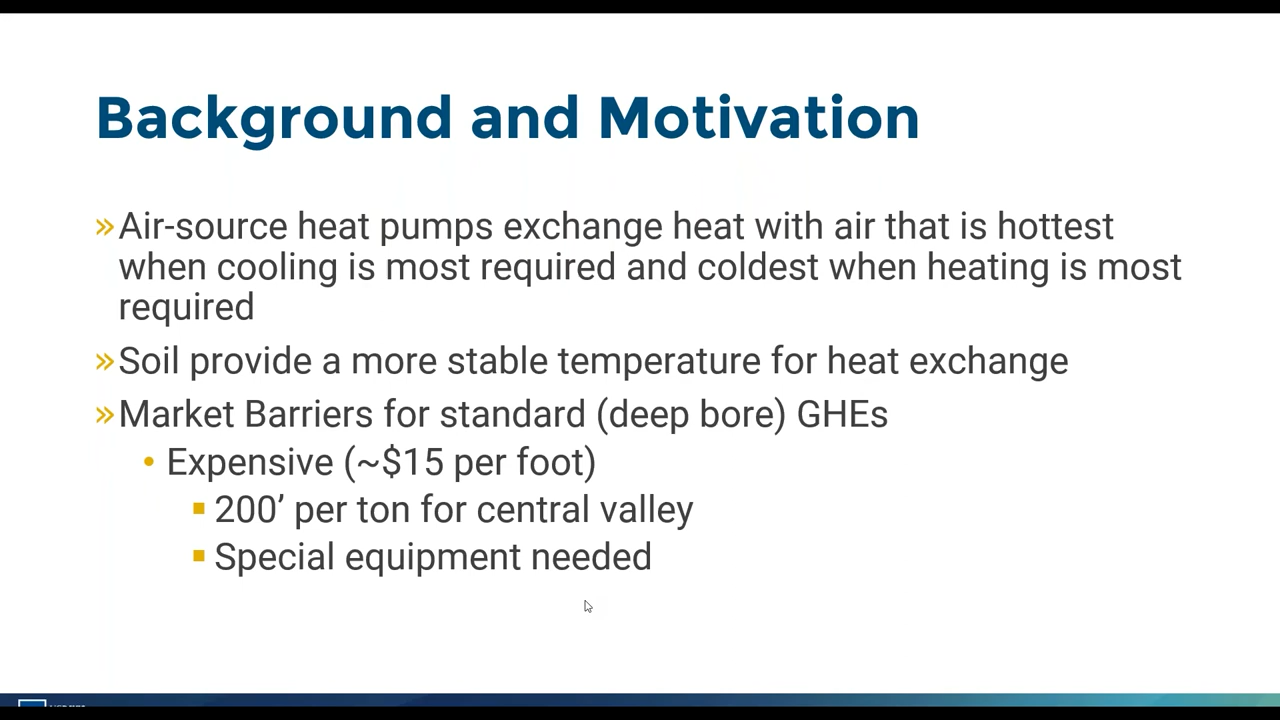 Background and Motivation
» Air-source heat pumps exchange heat with air that is hottest
when cooling is most required and coldest when heating is most
required
» Soil provide a more stable temperature for heat exchange
» Market Barriers for standard (deep bore) GHEs
• Expensive (~$15 per foot)
▪ 200’ per ton for central valley
▪ Special equipment needed